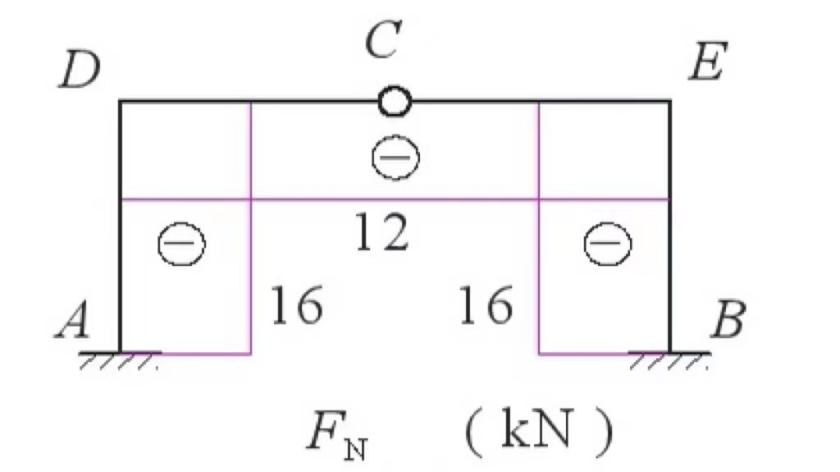 C
D E
⊖
12
⊖ ⊖
16 16
A B
F_N ( kN )